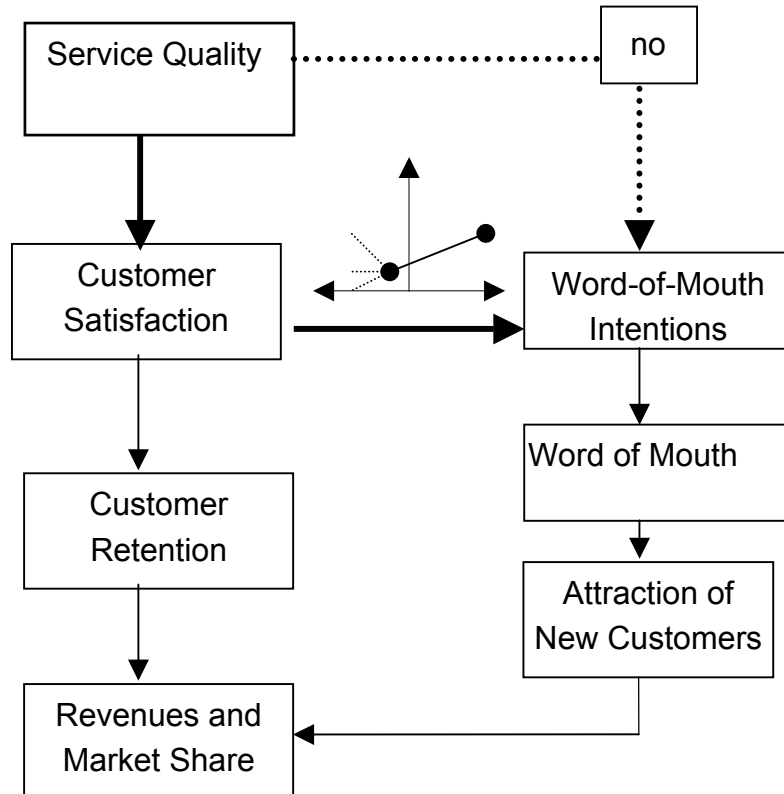 Service Quality
no
Customer
Satisfaction
Word-of-Mouth
Intentions
Word of Mouth
Customer
Retention
Attraction of
New Customers
Revenues and
Market Share